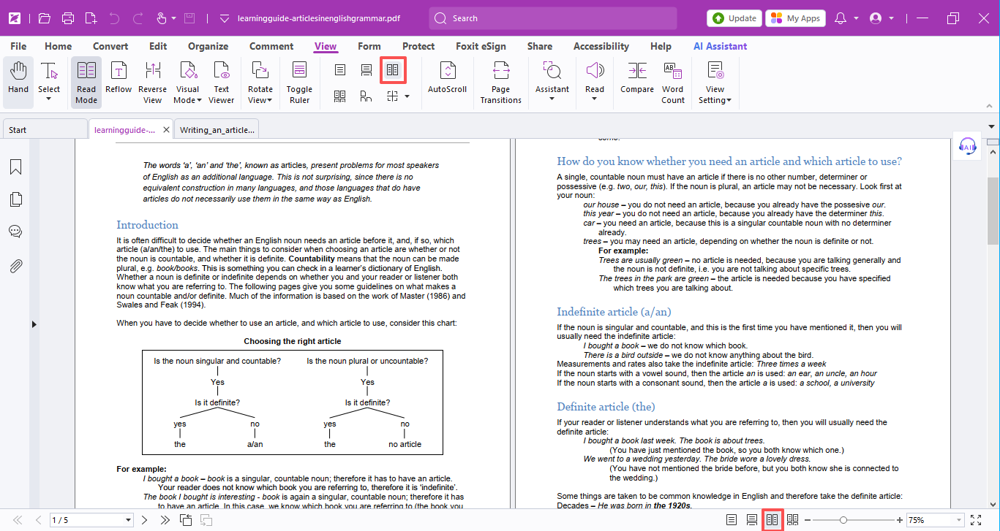 learningguide-articlesinenglishgrammar.pdf
Search
Update
My Apps
File Home Convert Edit Organize Comment View Form Protect Foxit eSign Share Accessibility Help AI Assistant
Hand
Select
Read
Mode
Reflow
Reverse
View
Visual
Mode
Text
Viewer
Rotate
View
Toggle
Ruler
AutoScroll
Page
Transitions
Assistant
Read
Compare
AB
Word
Count
View
Setting
Start
learningguide-...
Writing_an_article...
AI
The words ‘a’, ‘an’ and ‘the’, known as articles, present problems for most speakers
of English as an additional language. This is not surprising, since there is no
equivalent construction in many languages, and those languages that do have
articles do not necessarily use them in the same way as English.
Introduction
It is often difficult to decide whether an English noun needs an article before it, and, if so, which
article (a/an/the) to use. The main things to consider when choosing an article are whether or not
the noun is countable, and whether it is definite. Countability means that the noun can be made
plural, e.g. book/books. This is something you can check in a learner’s dictionary of English.
Whether a noun is definite or indefinite depends on whether you and your reader or listener both
know what you are referring to. The following pages give you some guidelines on what makes a
noun countable and/or definite. Much of the information is based on the work of Master (1986) and
Swales and Feak (1994).
When you have to decide whether to use an article, and which article to use, consider this chart:
Choosing the right article
Is the noun singular and countable? Is the noun plural or uncountable?
Yes Yes
Is it definite? Is it definite?
yes no yes no
the a/an the no article
For example:
I bought a book – book is a singular, countable noun; therefore it has to have an article.
Your reader does not know which book you are referring to, therefore it is ‘indefinite’.
The book I bought is interesting - book is again a singular, countable noun; therefore it has
to have an article. In this case, we know which book you are referring to (the book you
some.
How do you know whether you need an article and which article to use?
A single, countable noun must have an article if there is no other number, determiner or
possessive (e.g. two, our, this). If the noun is plural, an article may not be necessary. Look first at
your noun:
our house – you do not need an article, because you already have the possesive our.
this year – you do not need an article, because you already have the determiner this.
car – you need an article, because this is a singular countable noun with no determiner
already.
trees – you may need an article, depending on whether the noun is definite or not.
For example:
Trees are usually green – no article is needed, because you are talking generally and
the noun is not definite, i.e. you are not talking about specific trees.
The trees in the park are green – the article is needed because you have specified
which trees you are talking about.
Indefinite article (a/an)
If the noun is singular and countable, and this is the first time you have mentioned it, then you will
usually need the indefinite article:
I bought a book – we do not know which book.
There is a bird outside – we do not know anything about the bird.
Measurements and rates also take the indefinite article: Three times a week
If the noun starts with a vowel sound, then the article an is used: an ear, an uncle, an hour
If the noun starts with a consonant sound, then the article a is used: a school, a university
Definite article (the)
If your reader or listener understands what you are referring to, then you will usually need the
definite article:
I bought a book last week. The book is about trees.
(You have just mentioned the book, so you both know which one.)
We went to a wedding yesterday. The bride wore a lovely dress.
(You have not mentioned the bride before, but you both know she is connected to
the wedding.)
Some things are taken to be common knowledge in English and therefore take the definite article:
Decades – He was born in the 1920s.
1 / 5
75%